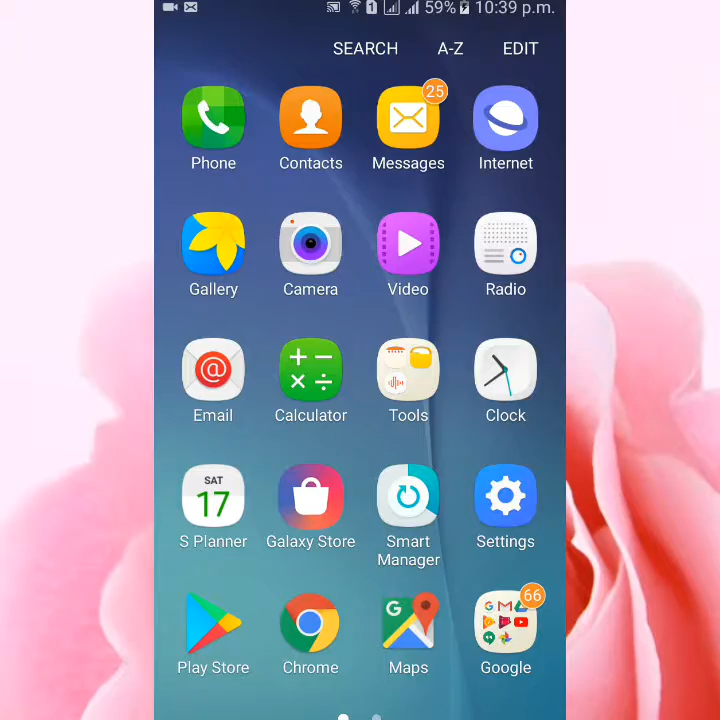 1 59% 10:39 p.m.
SEARCH A-Z EDIT
25
Phone Contacts Messages Internet
Gallery Camera Video Radio
@
Email Calculator Tools Clock
SAT
17
S Planner Galaxy Store Smart Manager Settings
66
G
G
Play Store Chrome Maps Google